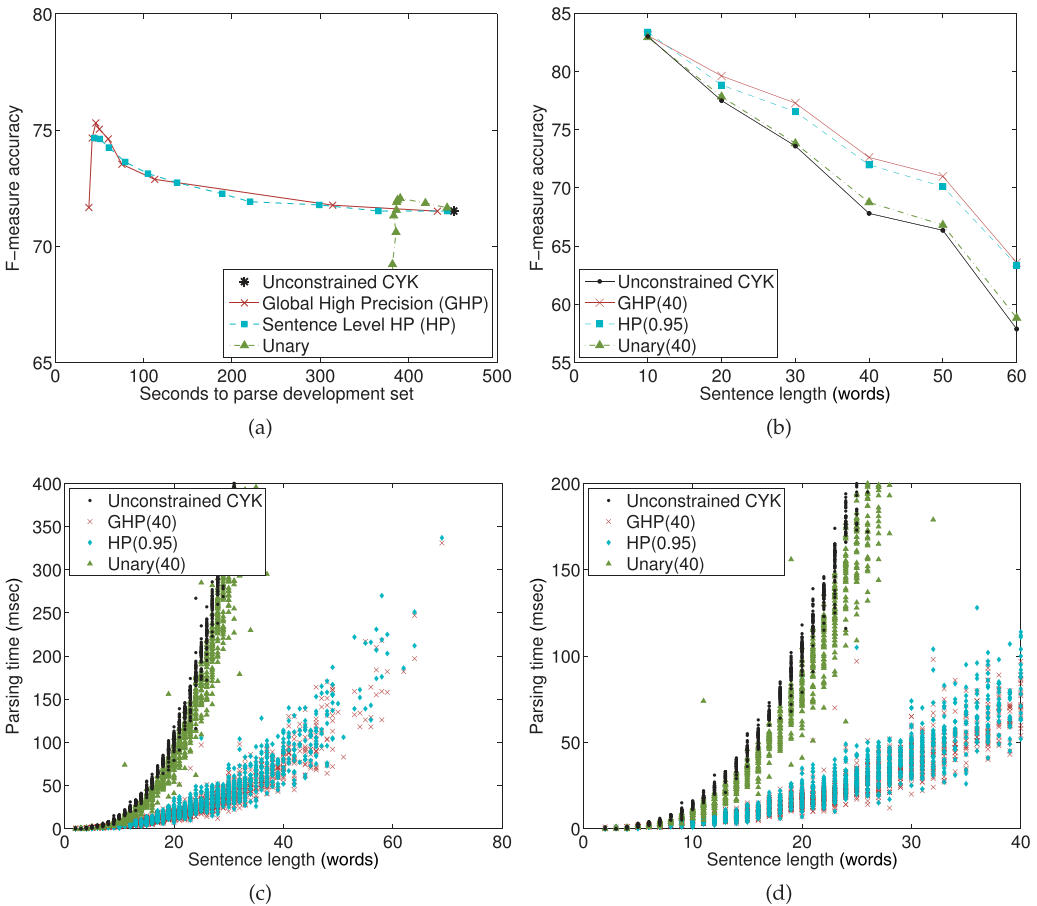 80
75
70
65
F−measure accuracy
Unconstrained CYK
Global High Precision (GHP)
Sentence Level HP (HP)
Unary
0 100 200 300 400 500
Seconds to parse development set
(a)
85
80
75
70
65
60
55
F−measure accuracy
Unconstrained CYK
GHP(40)
HP(0.95)
Unary(40)
0 10 20 30 40 50 60
Sentence length (words)
(b)
400
350
300
250
200
150
100
50
0
Parsing time (msec)
Unconstrained CYK
GHP(40)
HP(0.95)
Unary(40)
0 20 40 60 80
Sentence length (words)
(c)
200
150
100
50
0
Parsing time (msec)
Unconstrained CYK
GHP(40)
HP(0.95)
Unary(40)
0 10 20 30 40
Sentence length (words)
(d)